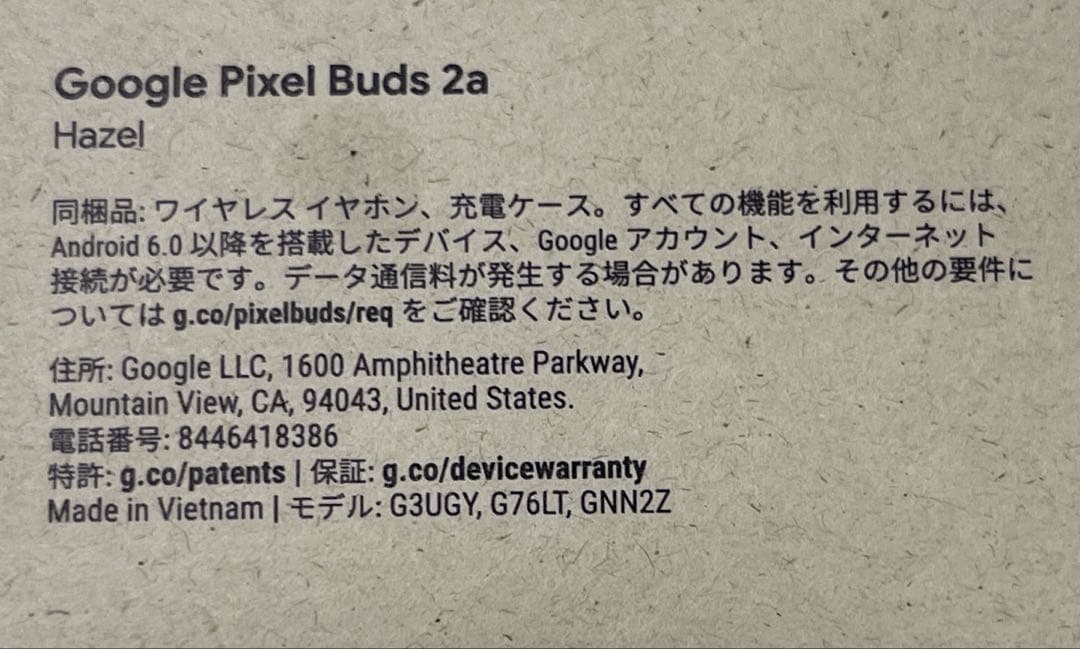 Google Pixel Buds 2a
Hazel
同梱品: ワイヤレス イヤホン、充電ケース。すべての機能を利用するには、
Android 6.0 以降を搭載したデバイス、Google アカウント、インターネット
接続が必要です。データ通信料が発生する場合があります。その他の要件に
ついては g.co/pixelbuds/req をご確認ください。
住所: Google LLC, 1600 Amphitheatre Parkway,
Mountain View, CA, 94043, United States.
電話番号: 8446418386
特許: g.co/patents | 保証: g.co/devicewarranty
Made in Vietnam | モデル: G3UGY, G76LT, GNN2Z